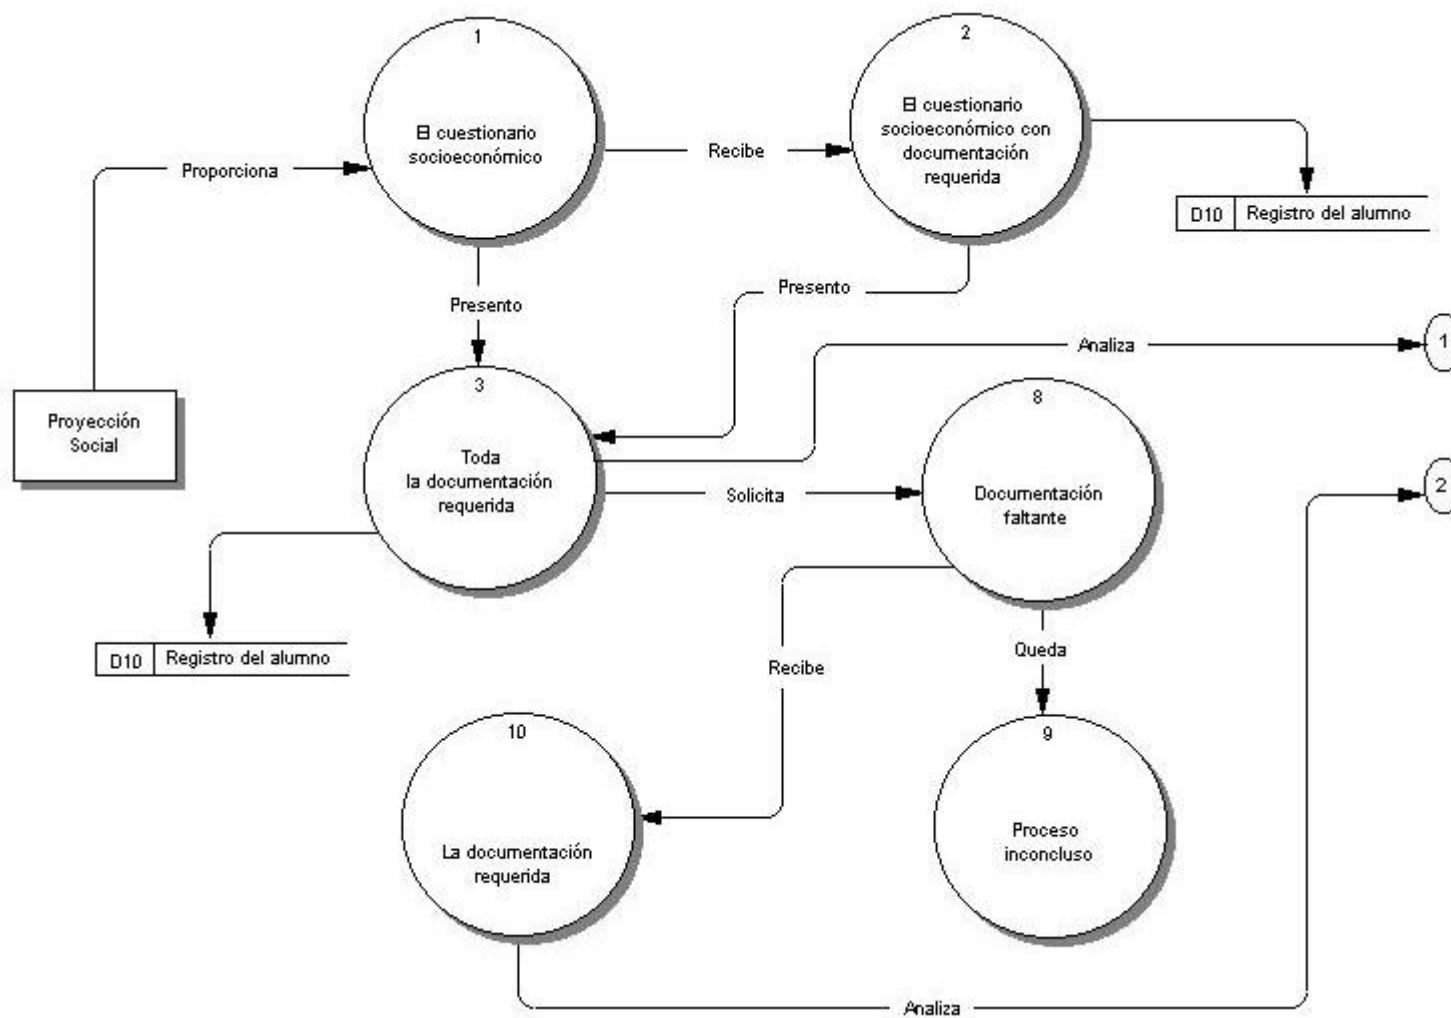 1
El cuestionario
socioeconómico
2
El cuestionario
socioeconómico con
documentación
requerida
Proporciona
Recibe
D10
Registro del alumno
Presento
Presento
Analiza
1
Proyección
Social
3
Toda
la documentación
requerida
Solicita
8
Documentación
faltante
2
D10
Registro del alumno
Recibe
Queda
10
La documentación
requerida
9
Proceso
inconcluso
Analiza